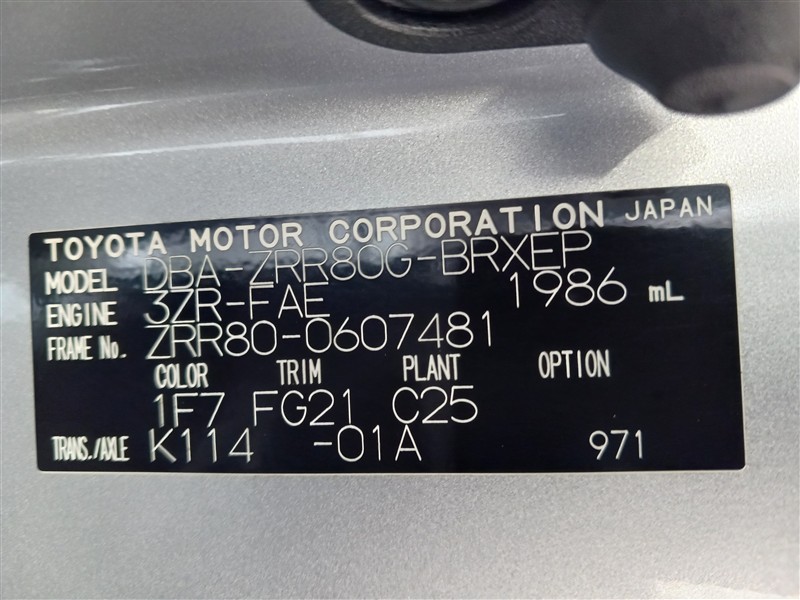 TOYOTA MOTOR CORPORATION JAPAN
MODEL DBA-ZRR80G-BRXEP
ENGINE 3ZR-FAE 1986 mL
FRAME No. ZRR80-0607481
COLOR TRIM PLANT OPTION
1F7 FG21 C25
TRANS./AXLE K114 -01A 971